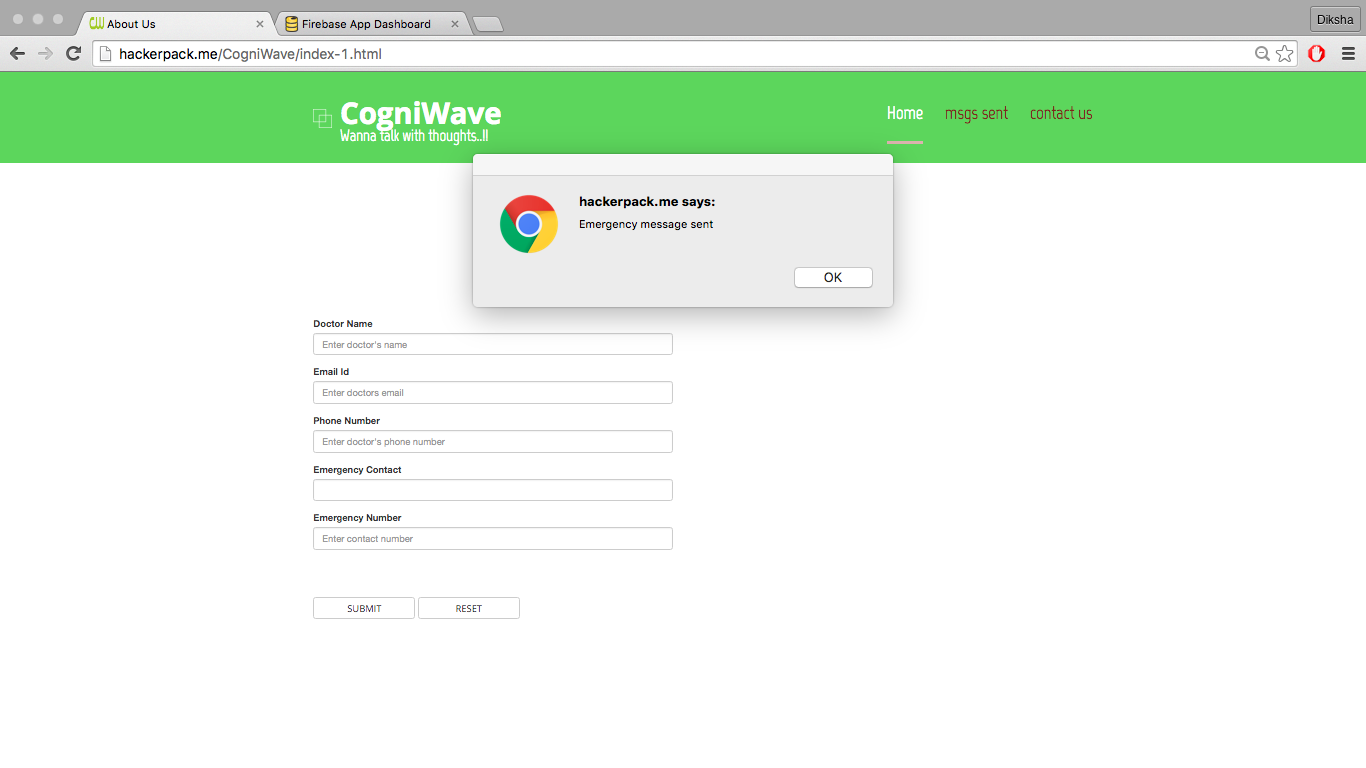 About Us
Firebase App Dashboard
Diksha
hackerpack.me/CogniWave/index-1.html
CogniWave
Wanna talk with thoughts..!!
Home
msgs sent
contact us
hackerpack.me says:
Emergency message sent
OK
Doctor Name
Enter doctor's name
Email Id
Enter doctors email
Phone Number
Enter doctor's phone number
Emergency Contact
Emergency Number
Enter contact number
SUBMIT
RESET